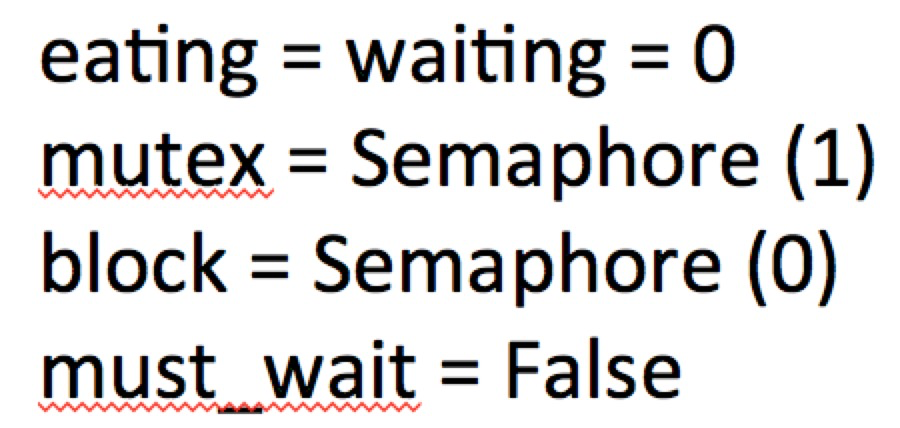 eating = waiting = 0
mutex = Semaphore (1)
block = Semaphore (0)
must_wait = False